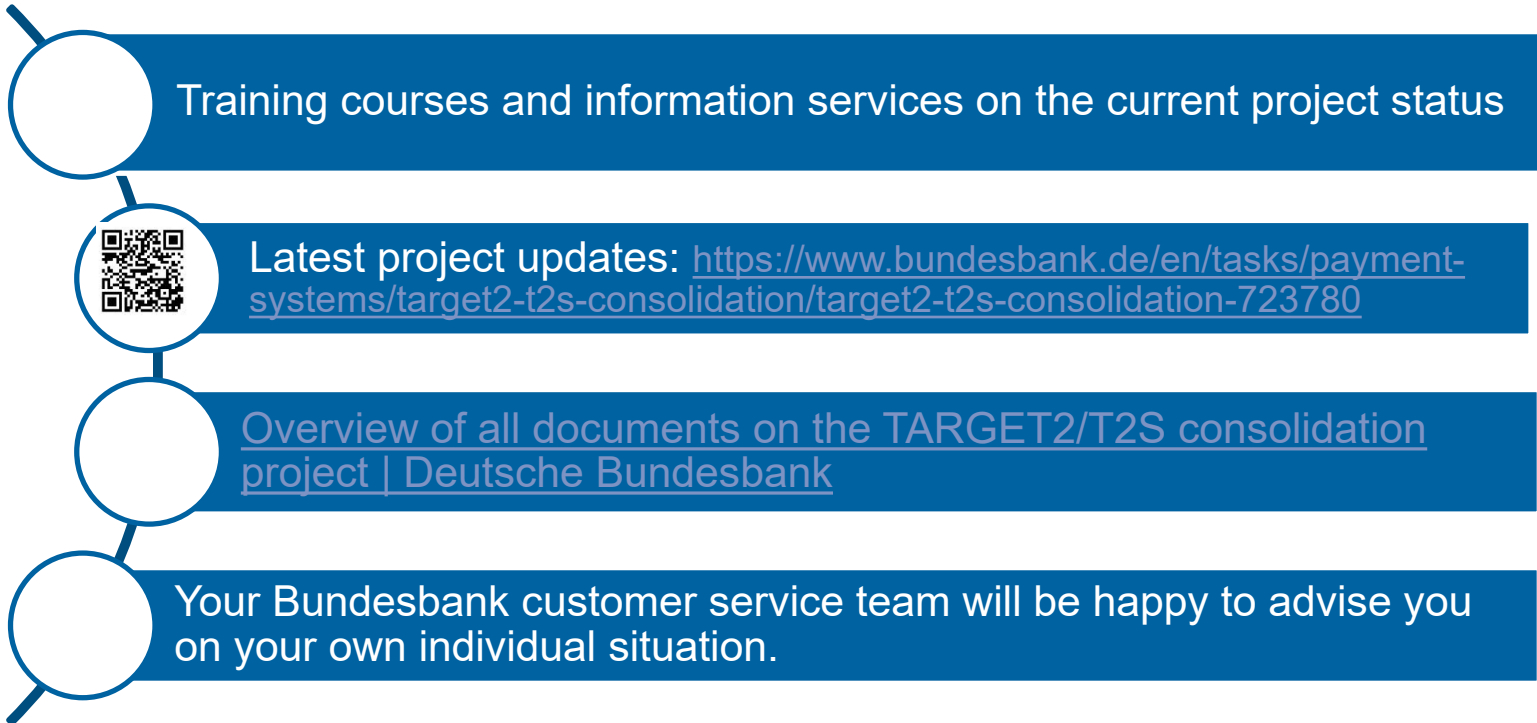 Training courses and information services on the current project status
Latest project updates: https://www.bundesbank.de/en/tasks/payment-
systems/target2-t2s-consolidation/target2-t2s-consolidation-723780
Overview of all documents on the TARGET2/T2S consolidation
project | Deutsche Bundesbank
Your Bundesbank customer service team will be happy to advise you
on your own individual situation.